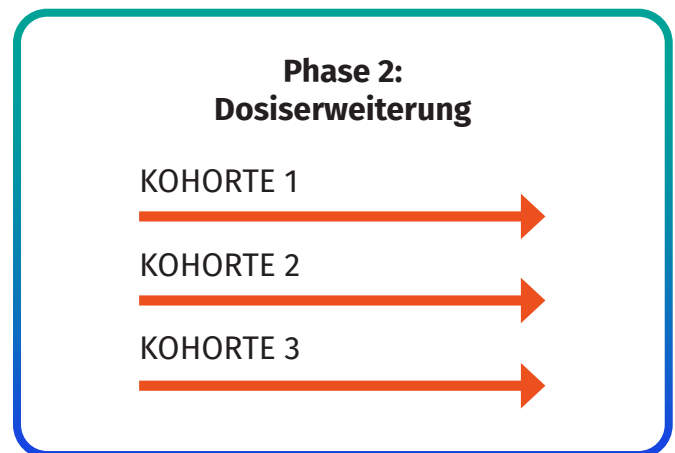 Phase 2:
Dosiserweiterung
KOHORTE 1
KOHORTE 2
KOHORTE 3